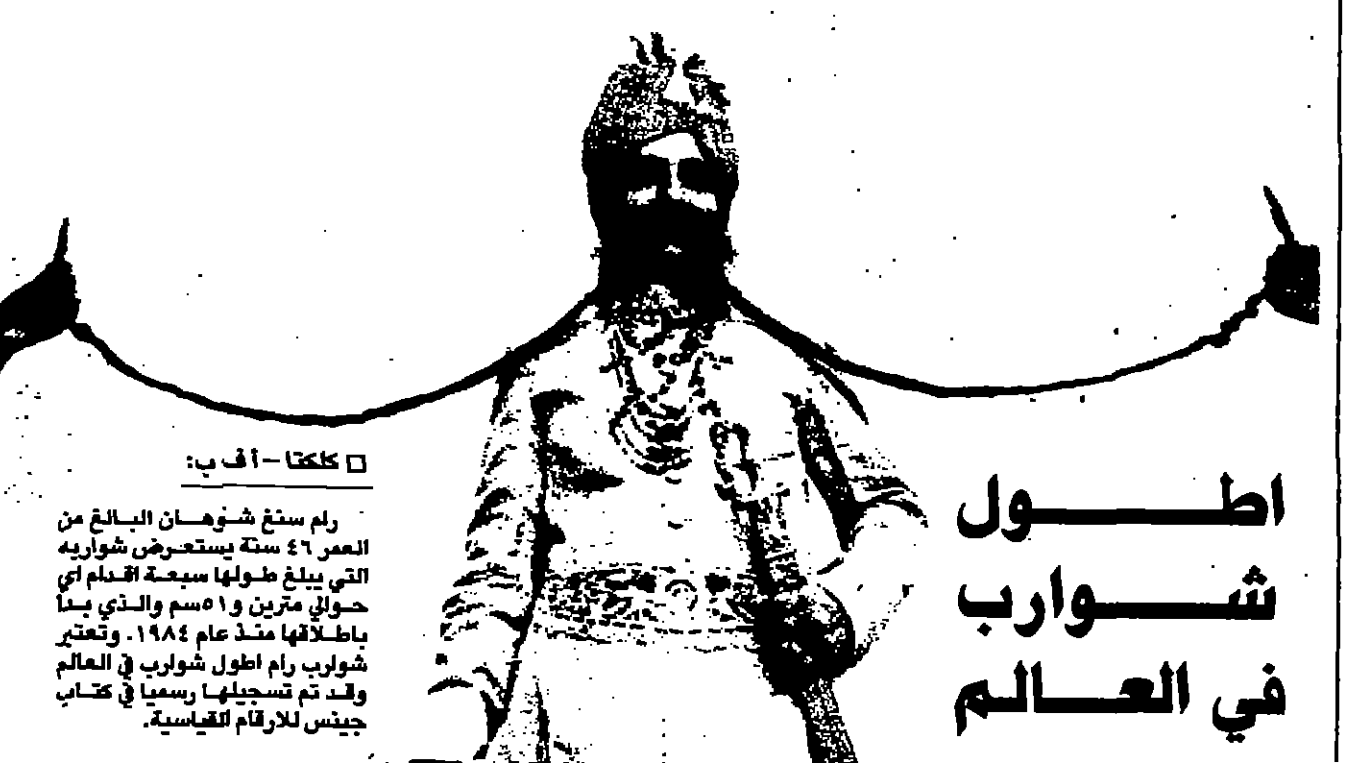 اطول
شوارب
في العالم
□ كلكتا - أ ف ب:
رام سنغ شوهان البالغ من
العمر ٤٦ سنة يستعرض شواربه
التي يبلغ طولها سبعة اقدام اي
حوالي مترين و٥١سم والذي بدأ
باطلاقها منذ عام ١٩٨٤. وتعتبر
شوارب رام اطول شوارب في العالم
وقد تم تسجيلها رسميا في كتاب
جينس للارقام القياسية.